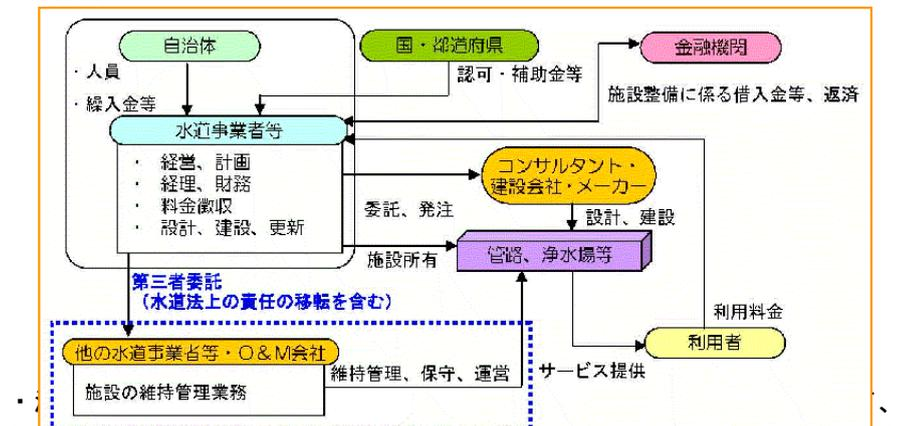 自治体
国・都道府県
金融機関
・人員
・繰入金等
認可・補助金等
施設整備に係る借入金等、返済
水道事業者等
・ 経営、計画
・ 経理、財務
・ 料金徴収
・ 設計、建設、更新
コンサルタント・
建設会社・メーカー
委託、発注
設計、建設
施設所有
管路、浄水場等
第三者委託
（水道法上の責任の移転を含む）
利用料金
利用者
サービス提供
他の水道事業者等・O＆M会社
施設の維持管理業務
維持管理、保守、運営